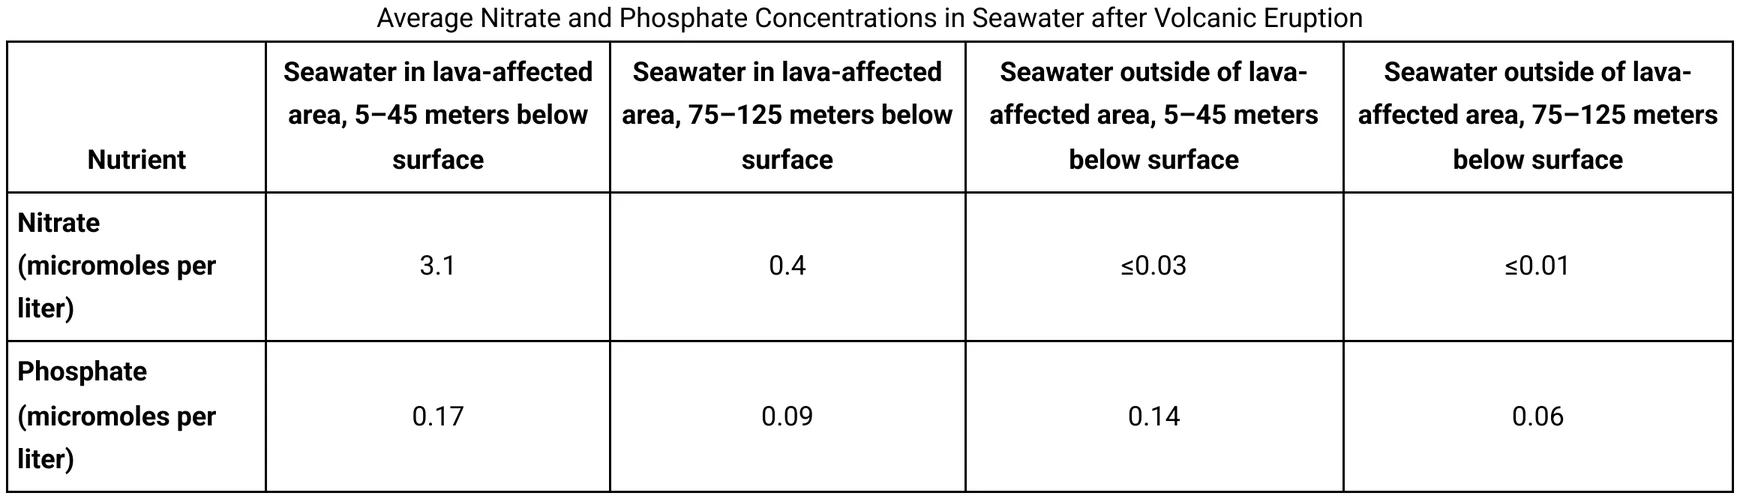 Average Nitrate and Phosphate Concentrations in Seawater after Volcanic Eruption
Nutrient
Seawater in lava-affected
area, 5–45 meters below
surface
Seawater in lava-affected
area, 75–125 meters below
surface
Seawater outside of lava-
affected area, 5–45 meters
below surface
Seawater outside of lava-
affected area, 75–125 meters
below surface
Nitrate
(micromoles per
liter)
3.1
0.4
≤0.03
≤0.01
Phosphate
(micromoles per
liter)
0.17
0.09
0.14
0.06